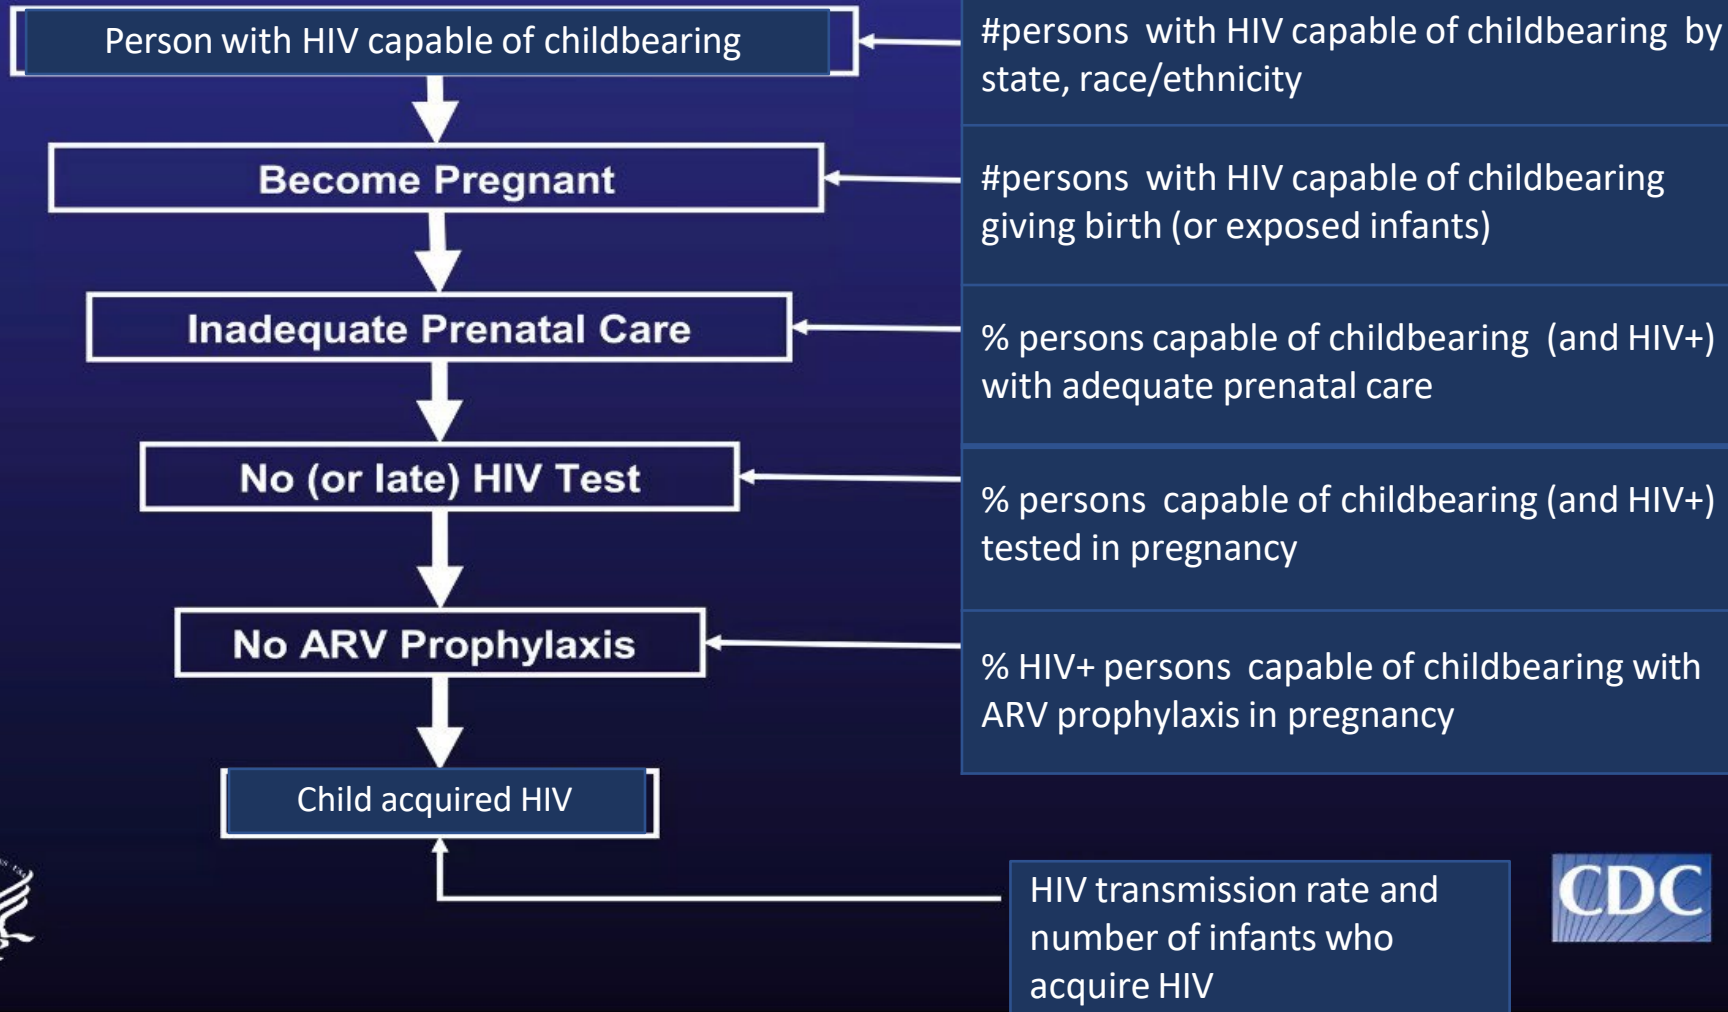 Person with HIV capable of childbearing
#persons with HIV capable of childbearing by
state, race/ethnicity
Become Pregnant
#persons with HIV capable of childbearing
giving birth (or exposed infants)
Inadequate Prenatal Care
% persons capable of childbearing (and HIV+)
with adequate prenatal care
No (or late) HIV Test
% persons capable of childbearing (and HIV+)
tested in pregnancy
No ARV Prophylaxis
% HIV+ persons capable of childbearing with
ARV prophylaxis in pregnancy
Child acquired HIV
HIV transmission rate and
number of infants who
acquire HIV
CDC